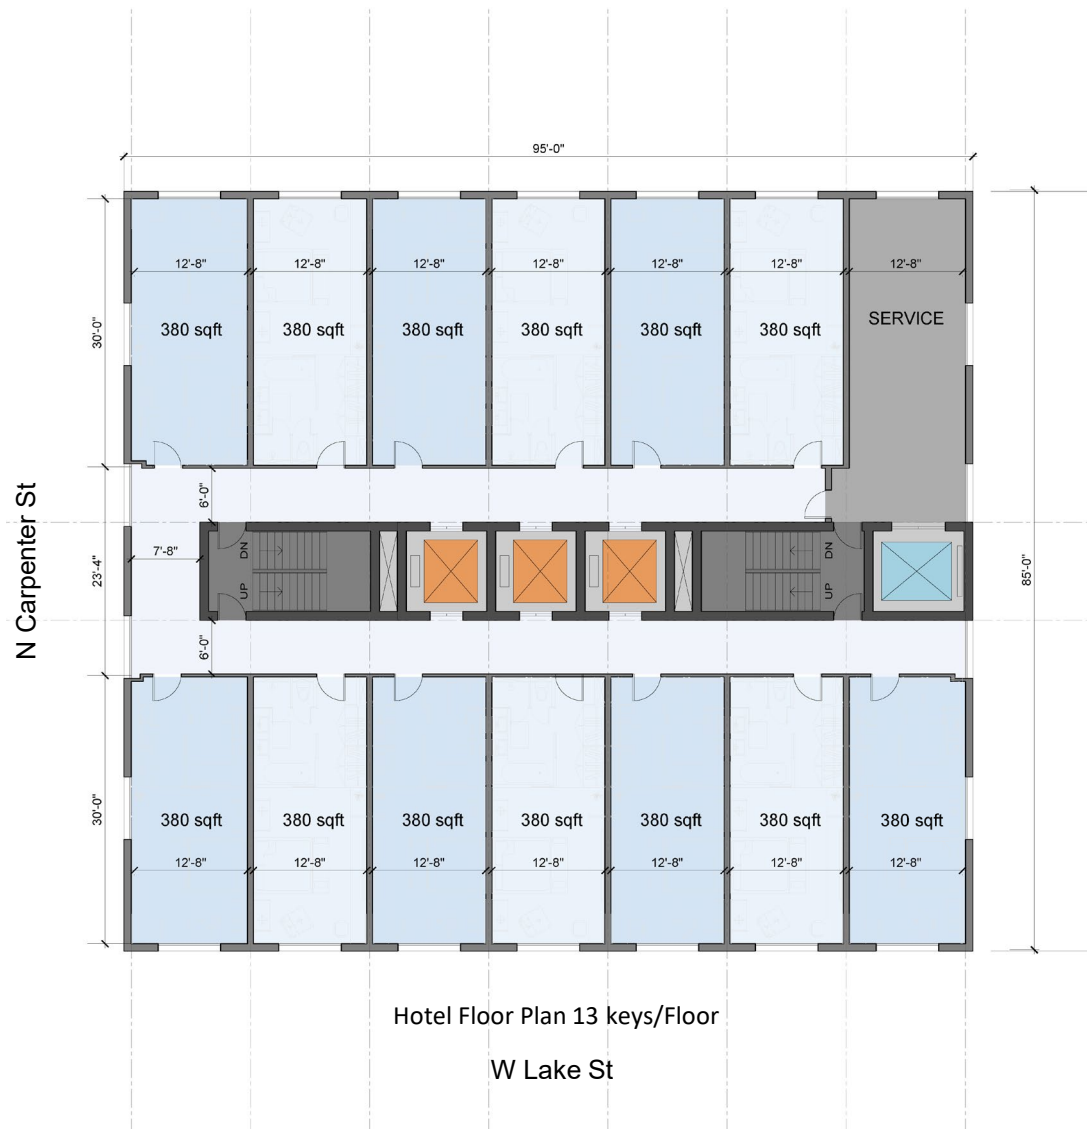 95'-0"
12'-8" 12'-8" 12'-8" 12'-8" 12'-8" 12'-8" 12'-8"
30'-0"
380 sqft 380 sqft 380 sqft 380 sqft 380 sqft 380 sqft SERVICE
6'-0"
N Carpenter St
7'-8"
23'-4"
DN
UP
DN
UP
85'-0"
6'-0"
30'-0"
380 sqft 380 sqft 380 sqft 380 sqft 380 sqft 380 sqft 380 sqft
12'-8" 12'-8" 12'-8" 12'-8" 12'-8" 12'-8" 12'-8"
Hotel Floor Plan 13 keys/Floor
W Lake St